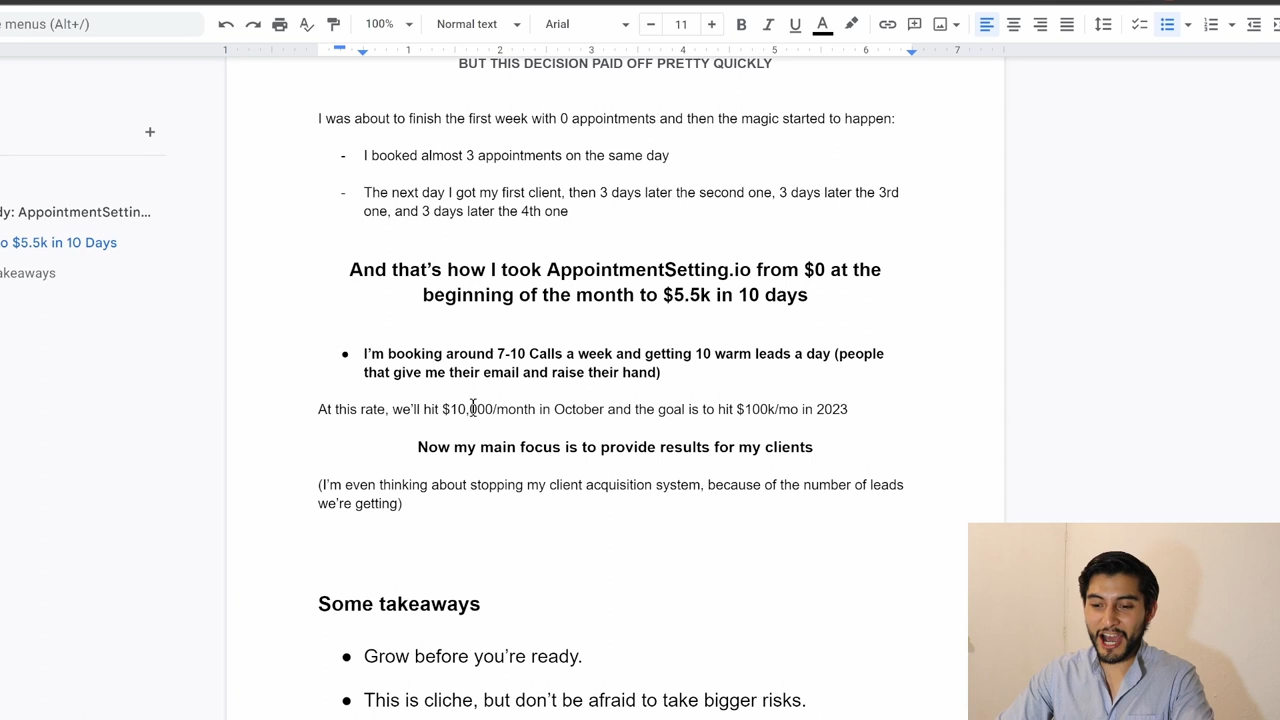 e menus (Alt+/)
100%
Normal text
Arial
11
1 1 2 3 4 5 6 7
BUT THIS DECISION PAID OFF PRETTY QUICKLY
I was about to finish the first week with 0 appointments and then the magic started to happen:
- I booked almost 3 appointments on the same day
- The next day I got my first client, then 3 days later the second one, 3 days later the 3rd
one, and 3 days later the 4th one
dy: AppointmentSettin...
o $5.5k in 10 Days
akeaways
And that's how I took AppointmentSetting.io from $0 at the
beginning of the month to $5.5k in 10 days
● I'm booking around 7-10 Calls a week and getting 10 warm leads a day (people
that give me their email and raise their hand)
At this rate, we'll hit $10,000/month in October and the goal is to hit $100k/mo in 2023
Now my main focus is to provide results for my clients
(I'm even thinking about stopping my client acquisition system, because of the number of leads
we're getting)
Some takeaways
● Grow before you're ready.
● This is cliche, but don't be afraid to take bigger risks.